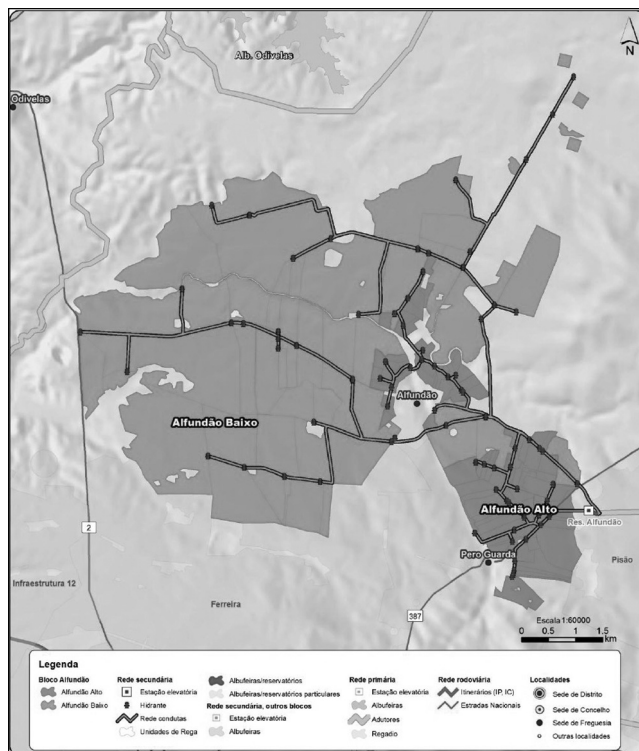 Alb. Odivelas
N
Odivelas
Alfundão
Alfundão Baixo
Alfundão Alto
Res. Alfundão
2
Pero Guarda
Pisão
Infraestrutura 12
Ferreira
387
Escala 1:60000
0 0.5 1 1.5
km
Legenda
Bloco Alfundão
Alfundão Alto
Alfundão Baixo
Rede secundária
Estação elevatória
Hidrante
Rede condutas
Unidades de Rega
Albufeiras/reservatórios
Albufeiras/reservatórios particulares
Rede secundária, outros blocos
Estação elevatória
Albufeiras
Rede primária
Estação elevatória
Albufeiras
Adutores
Regadio
Rede rodoviária
Itinerários (IP, IC)
Estradas Nacionais
Localidades
Sede de Distrito
Sede de Concelho
Sede de Freguesia
Outras localidades